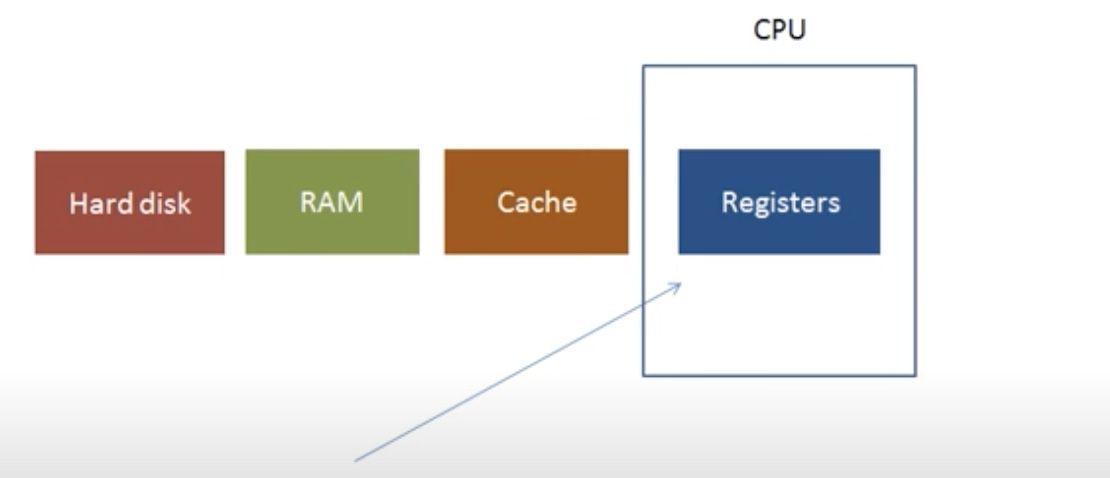 CPU
Hard disk
RAM
Cache
Registers